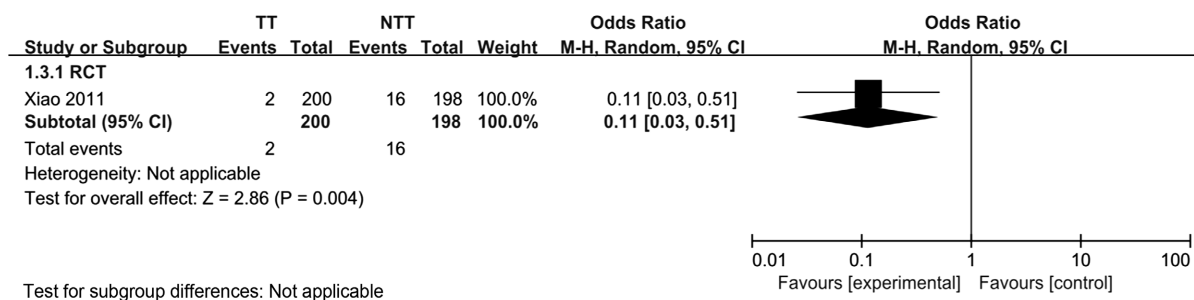 TT NTT Odds Ratio Odds Ratio
Study or Subgroup Events Total Events Total Weight M-H, Random, 95% CI M-H, Random, 95% CI
1.3.1 RCT
Xiao 2011 2 200 16 198 100.0% 0.11 [0.03, 0.51]
Subtotal (95% CI) 200 198 100.0% 0.11 [0.03, 0.51]
Total events 2 16
Heterogeneity: Not applicable
Test for overall effect: Z = 2.86 (P = 0.004)
0.01 0.1 1 10 100
Favours [experimental] Favours [control]
Test for subgroup differences: Not applicable